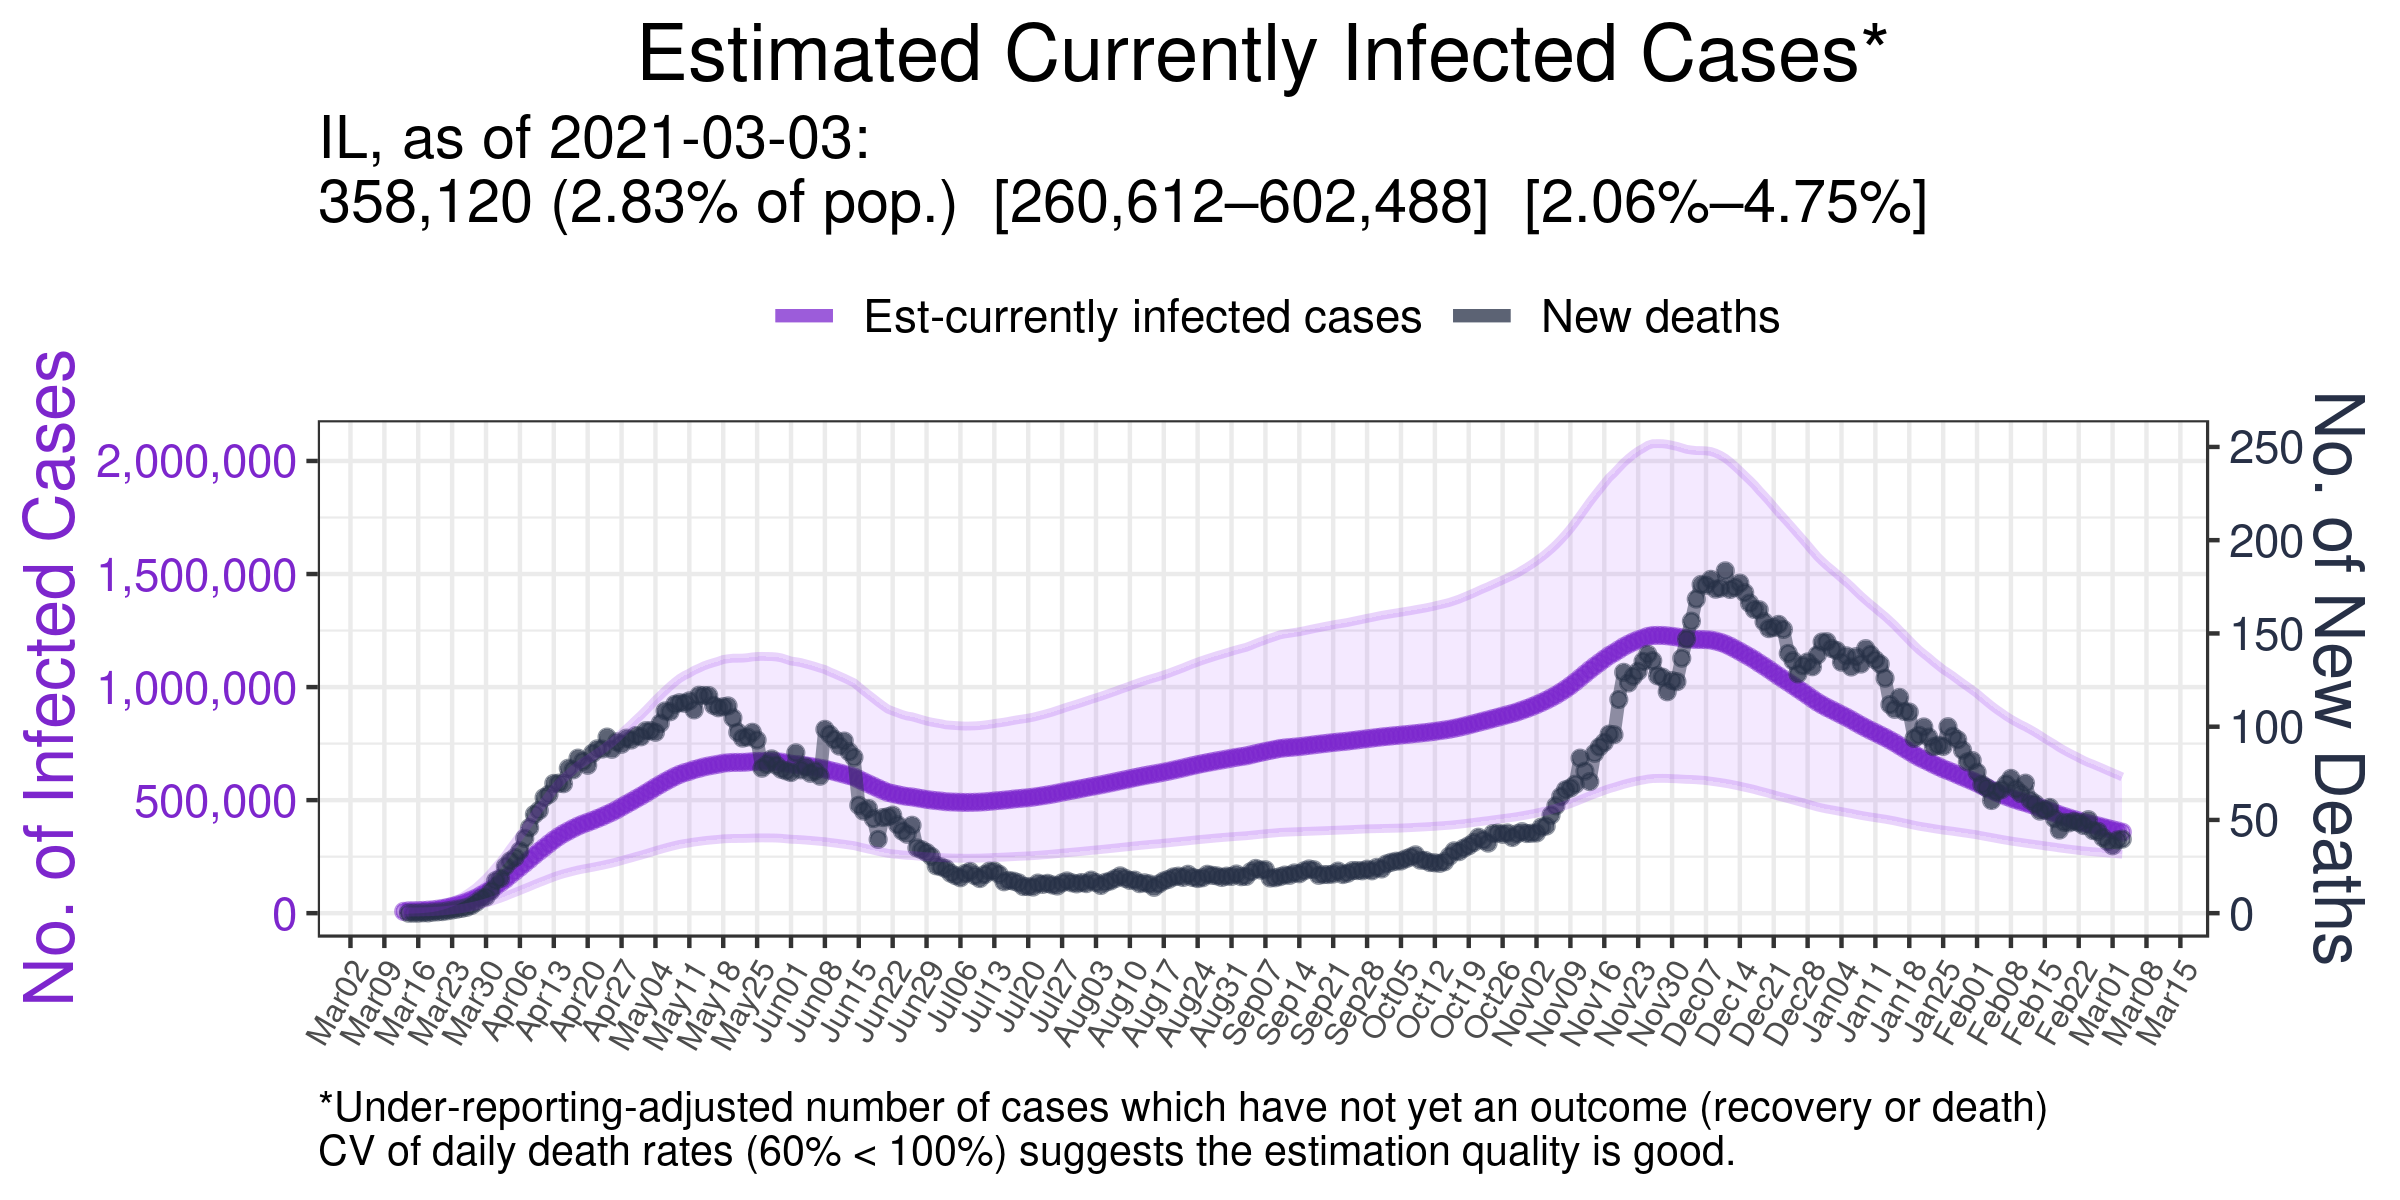 Estimated Currently Infected Cases*
IL, as of 2021-03-03:
358,120 (2.83% of pop.) [260,612–602,488] [2.06%–4.75%]
Est-currently infected cases
New deaths
No. of Infected Cases
2,000,000
1,500,000
1,000,000
500,000
0
250
200
150
100
50
0
No. of New Deaths
Mar02
Mar09
Mar16
Mar23
Mar30
Apr06
Apr13
Apr20
Apr27
May04
May11
May18
May25
Jun01
Jun08
Jun15
Jun22
Jun29
Jul06
Jul13
Jul20
Jul27
Aug03
Aug10
Aug17
Aug24
Aug31
Sep07
Sep14
Sep21
Sep28
Oct05
Oct12
Oct19
Oct26
Nov02
Nov09
Nov16
Nov23
Nov30
Dec07
Dec14
Dec21
Dec28
Jan04
Jan11
Jan18
Jan25
Feb01
Feb08
Feb15
Feb22
Mar01
Mar08
Mar15
*Under-reporting-adjusted number of cases which have not yet an outcome (recovery or death)
CV of daily death rates (60% < 100%) suggests the estimation quality is good.